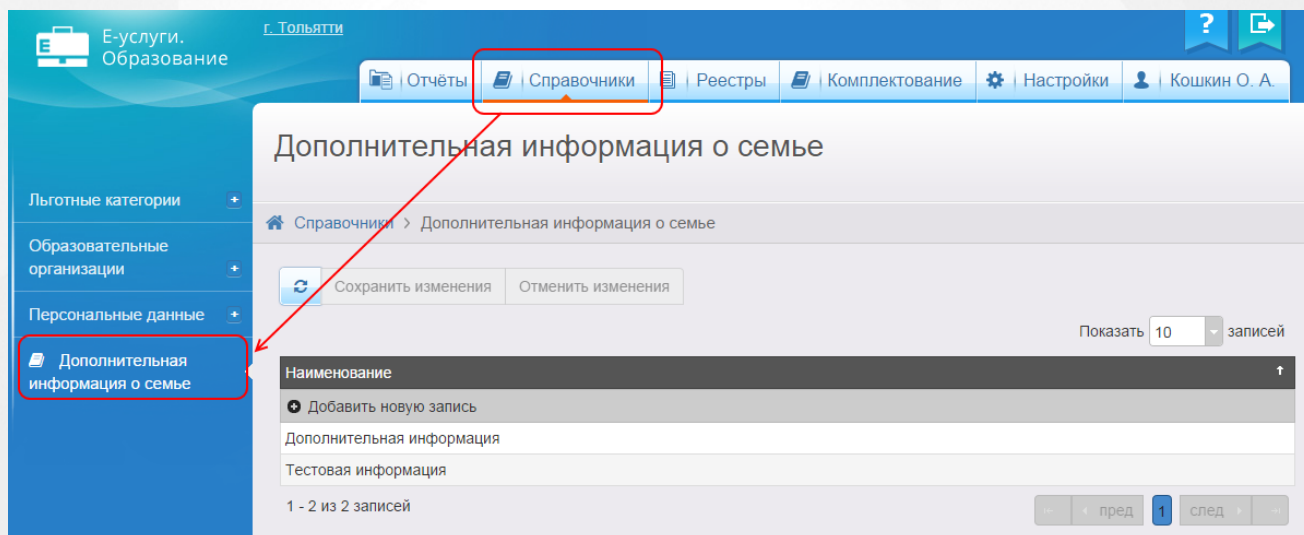 E
Е-услуги.
Образование
г. Тольятти
?
Отчёты
Справочники
Реестры
Комплектование
Настройки
Кошкин О. А.
Дополнительная информация о семье
Льготные категории
Образовательные
организации
Персональные данные
Дополнительная
информация о семье
Справочники > Дополнительная информация о семье
Сохранить изменения
Отменить изменения
Показать 10 записей
Наименование
Добавить новую запись
Дополнительная информация
Тестовая информация
1 - 2 из 2 записей
пред 1 след